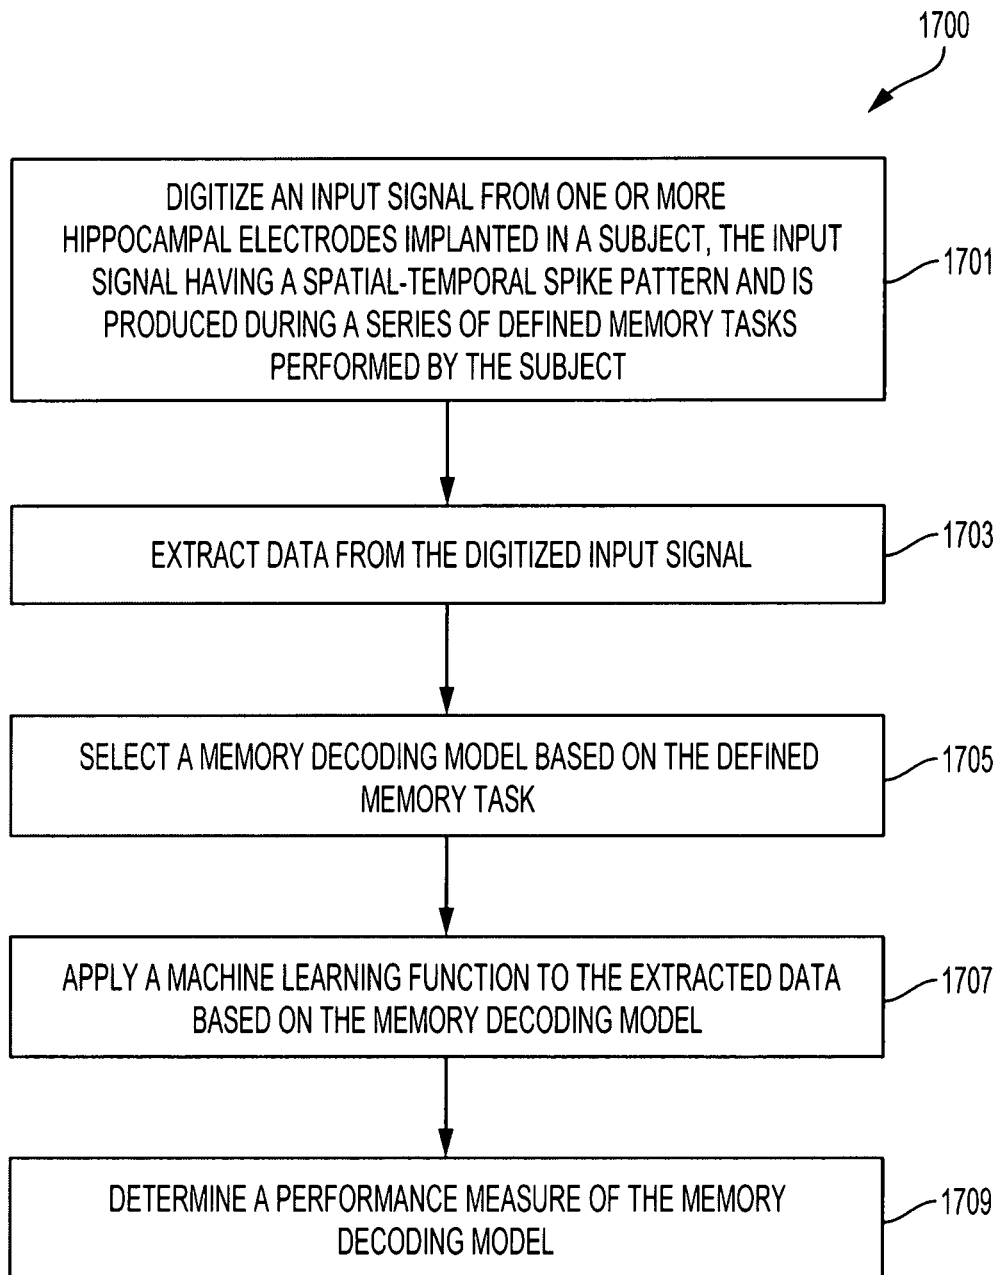 1700
DIGITIZE AN INPUT SIGNAL FROM ONE OR MORE
HIPPOCAMPAL ELECTRODES IMPLANTED IN A SUBJECT, THE INPUT
SIGNAL HAVING A SPATIAL-TEMPORAL SPIKE PATTERN AND IS
PRODUCED DURING A SERIES OF DEFINED MEMORY TASKS
PERFORMED BY THE SUBJECT
1701
EXTRACT DATA FROM THE DIGITIZED INPUT SIGNAL
1703
SELECT A MEMORY DECODING MODEL BASED ON THE DEFINED
MEMORY TASK
1705
APPLY A MACHINE LEARNING FUNCTION TO THE EXTRACTED DATA
BASED ON THE MEMORY DECODING MODEL
1707
DETERMINE A PERFORMANCE MEASURE OF THE MEMORY
DECODING MODEL
1709